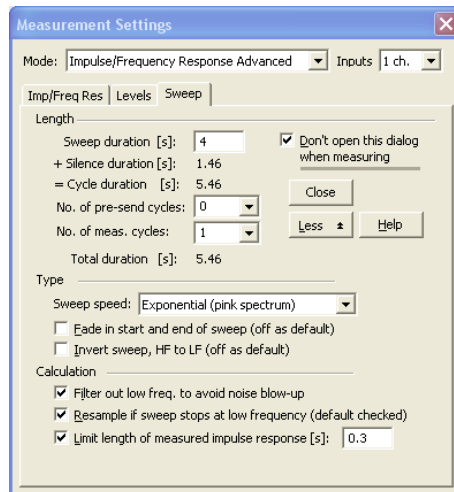 Measurement Settings
Mode: Impulse/Frequency Response Advanced Inputs 1 ch.
Imp/Freq Res Levels Sweep
Length
Sweep duration [s]: 4
Don't open this dialog
when measuring
+ Silence duration [s]: 1.46
= Cycle duration [s]: 5.46
Close
No. of pre-send cycles: 0
Less Help
No. of meas. cycles: 1
Total duration [s]: 5.46
Type
Sweep speed: Exponential (pink spectrum)
Fade in start and end of sweep (off as default)
Invert sweep, HF to LF (off as default)
Calculation
Filter out low freq. to avoid noise blow-up
Resample if sweep stops at low frequency (default checked)
Limit length of measured impulse response [s]: 0.3